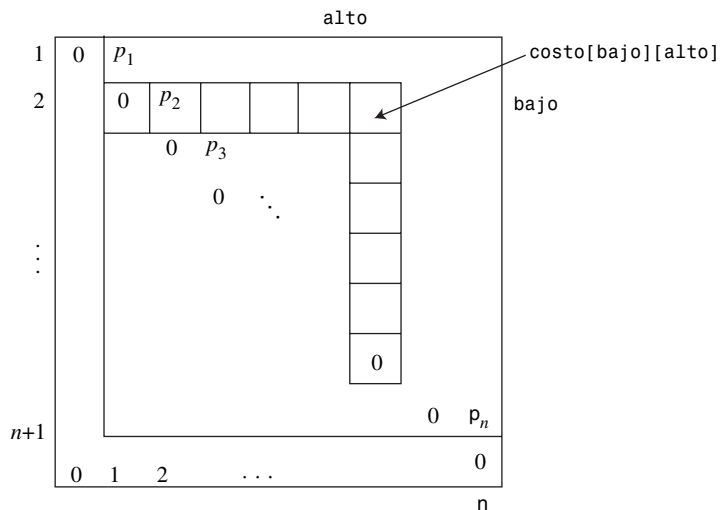 alto
1 0 p₁ costo[bajo][alto]
2 0 p₂ bajo
0 p₃
0 ⋱
⋮
0
0 pₙ
n+1
0 1 2 ... 0
n